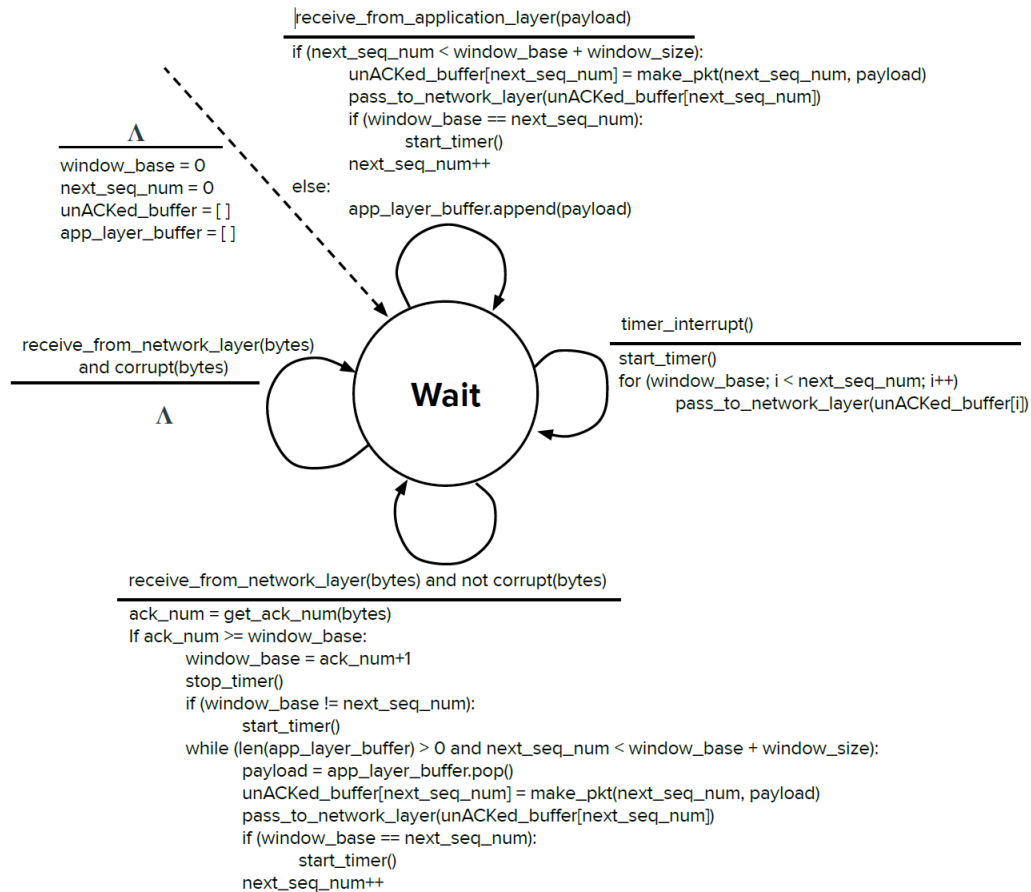 receive_from_application_layer(payload)
if (next_seq_num < window_base + window_size):
unACKed_buffer[next_seq_num] = make_pkt(next_seq_num, payload)
pass_to_network_layer(unACKed_buffer[next_seq_num])
if (window_base == next_seq_num):
start_timer()
next_seq_num++
else:
app_layer_buffer.append(payload)
Λ
window_base = 0
next_seq_num = 0
unACKed_buffer = [ ]
app_layer_buffer = [ ]
receive_from_network_layer(bytes)
and corrupt(bytes)
Λ
Wait
timer_interrupt()
start_timer()
for (window_base; i < next_seq_num; i++)
pass_to_network_layer(unACKed_buffer[i])
receive_from_network_layer(bytes) and not corrupt(bytes)
ack_num = get_ack_num(bytes)
If ack_num >= window_base:
window_base = ack_num+1
stop_timer()
if (window_base != next_seq_num):
start_timer()
while (len(app_layer_buffer) > 0 and next_seq_num < window_base + window_size):
payload = app_layer_buffer.pop()
unACKed_buffer[next_seq_num] = make_pkt(next_seq_num, payload)
pass_to_network_layer(unACKed_buffer[next_seq_num])
if (window_base == next_seq_num):
start_timer()
next_seq_num++